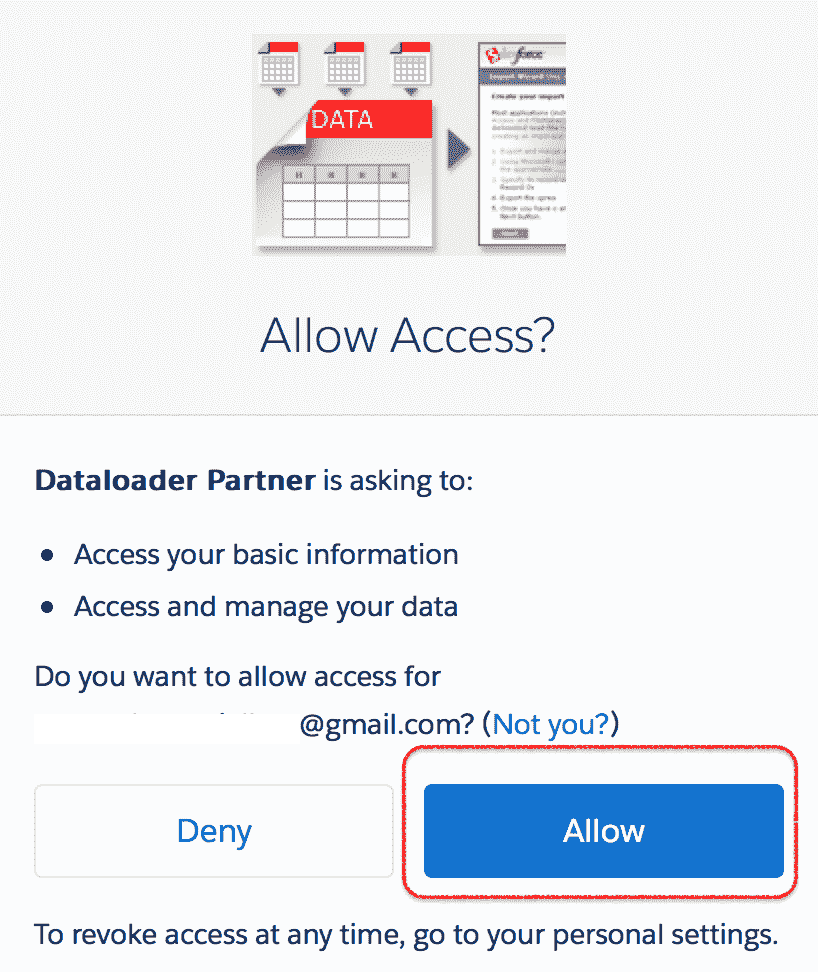 DATA
Allow Access?
Dataloader Partner is asking to:
• Access your basic information
• Access and manage your data
Do you want to allow access for
@gmail.com? (Not you?)
Deny
Allow
To revoke access at any time, go to your personal settings.